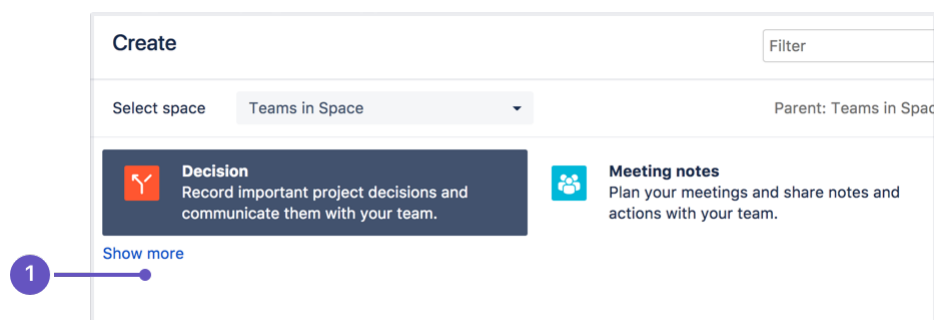 Create
Filter
Select space
Teams in Space
Parent: Teams in Spac
Decision
Record important project decisions and
communicate them with your team.
Meeting notes
Plan your meetings and share notes and
actions with your team.
Show more
1